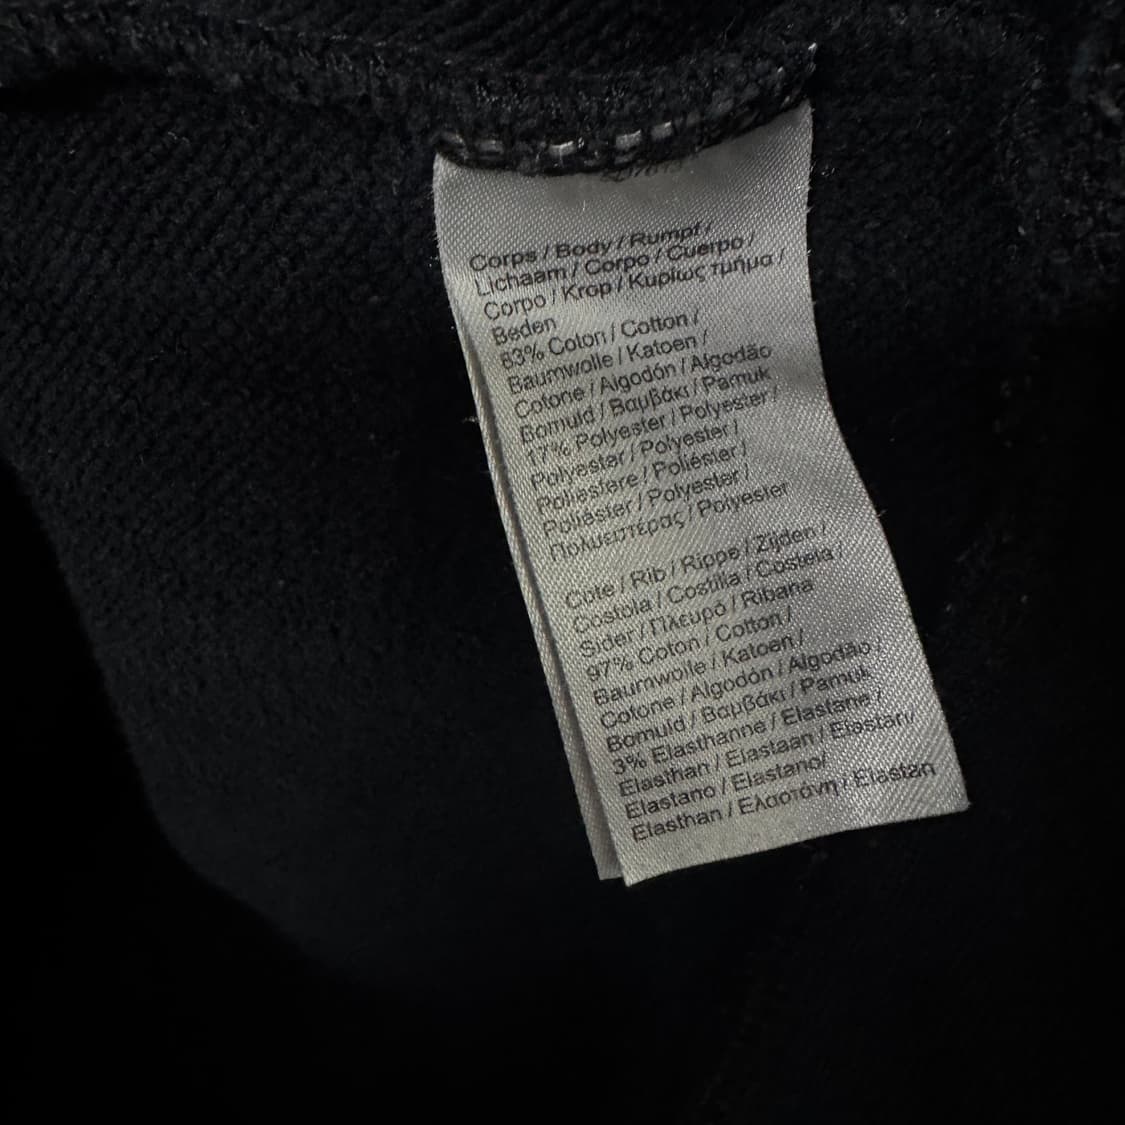 Corps / Body / Rumpf /
Lichaam / Corpo / Cuerpo /
Corpo / Krop / Κυρίως τμήμα /
Beden
83% Coton / Cotton /
Baumwolle / Katoen /
Cotone / Algodón / Algodão
Bomuld / Βαμβάκι / Pamuk
17% Polyester / Polyester /
Polyester / Polyester /
Poliestere / Poliéster /
Poliéster / Polyester /
Πολυεστέρας / Polyester
Côte / Rib / Rippe / Zijden /
Costola / Costilla / Costela /
Sider / Πλευρό / Ribana
97% Coton / Cotton /
Baumwolle / Katoen /
Cotone / Algodón / Algodão /
Bomuld / Βαμβάκι / Pamuk
3% Elasthanne / Elastane /
Elasthan / Elastaan / Elastan/
Elastano / Elastano/
Elasthan / Ελαστάνη / Elastan